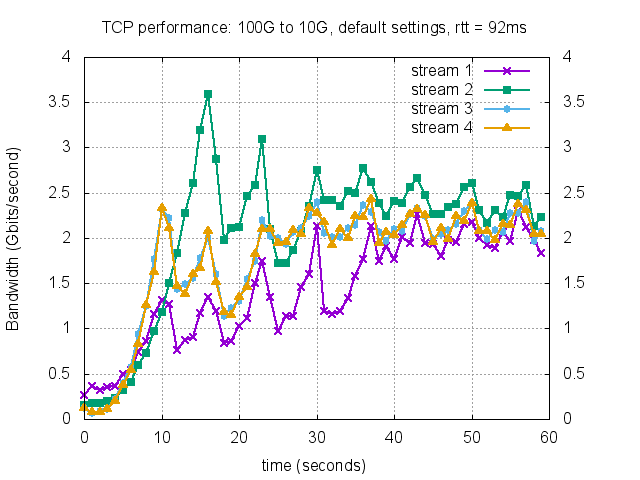 TCP performance: 100G to 10G, default settings, rtt = 92ms
4
3.5
3
2.5
2
1.5
1
0.5
0
4
3.5
3
2.5
2
1.5
1
0.5
0
stream 1
stream 2
stream 3
stream 4
Bandwidth (Gbits/second)
0 10 20 30 40 50 60
time (seconds)